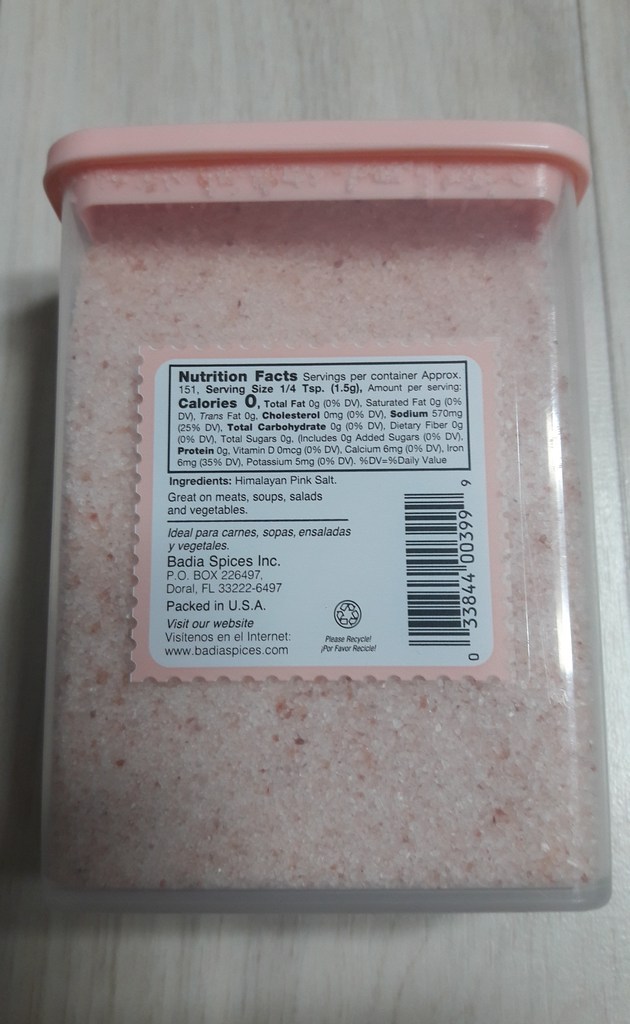 Nutrition Facts Servings per container Approx.
151, Serving Size 1/4 Tsp. (1.5g), Amount per serving:
Calories 0, Total Fat 0g (0% DV), Saturated Fat 0g (0%
DV), Trans Fat 0g, Cholesterol 0mg (0% DV), Sodium 570mg
(25% DV), Total Carbohydrate 0g (0% DV), Dietary Fiber 0g
(0% DV), Total Sugars 0g, (Includes 0g Added Sugars (0% DV),
Protein 0g, Vitamin D 0mcg (0% DV), Calcium 6mg (0% DV), Iron
6mg (35% DV), Potassium 5mg (0% DV). %DV=%Daily Value
Ingredients: Himalayan Pink Salt.
Great on meats, soups, salads
and vegetables.
Ideal para carnes, sopas, ensaladas
y vegetales.
Badia Spices Inc.
P.O. BOX 226497,
Doral, FL 33222-6497
Packed in U.S.A.
Visit our website
Visítenos en el Internet:
www.badiaspices.com
Please Recycle!
¡Por Favor Recicle!
0 33844 00399 9